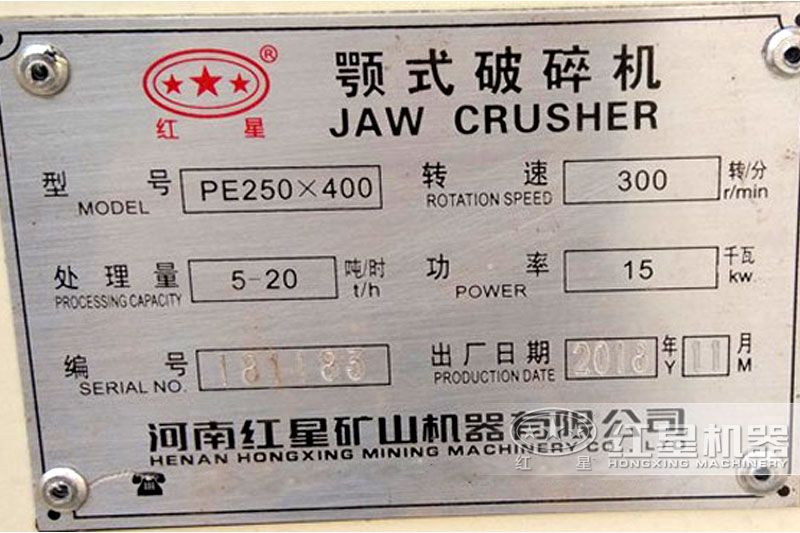 ®
红 星
颚式破碎机
JAW CRUSHER
型号 PE250×400 转速 300 转/分
MODEL ROTATION SPEED r/min
处理量 5-20 吨/时 功率 15 千瓦
PROCESSING CAPACITY t/h POWER kw.
编号 181183 出厂日期 2018 年 11 月
SERIAL NO. PRODUCTION DATE Y M
河南红星矿山机器有限公司
HENAN HONGXING MINING MACHINERY CO., LTD
红星机器
红 星 HONGXING MACHINERY